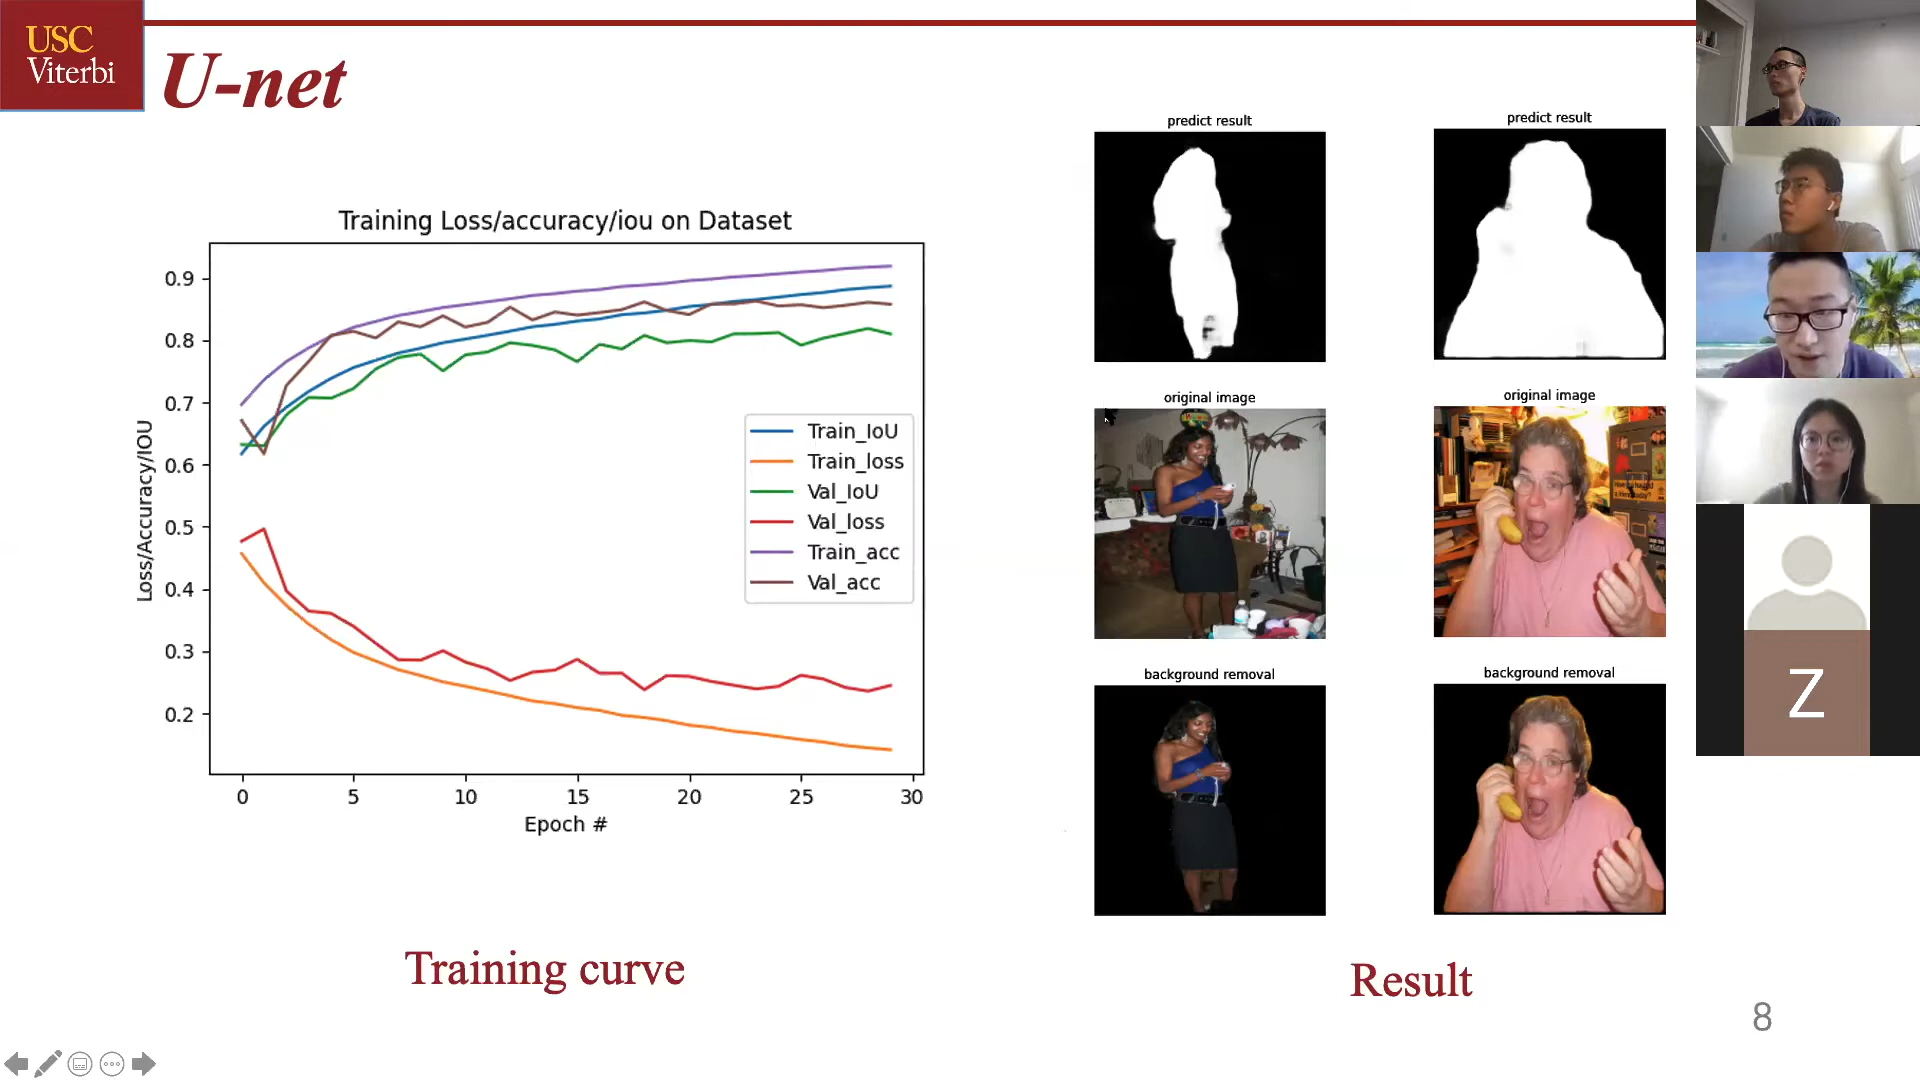 USC
Viterbi
U-net
Training Loss/accuracy/iou on Dataset
Loss/Accuracy/IOU
0.9
0.8
0.7
0.6
0.5
0.4
0.3
0.2
Train_IoU
Train_loss
Val_IoU
Val_loss
Train_acc
Val_acc
0 5 10 15 20 25 30
Epoch #
Training curve
predict result
predict result
original image
original image
background removal
background removal
Result
8
Z